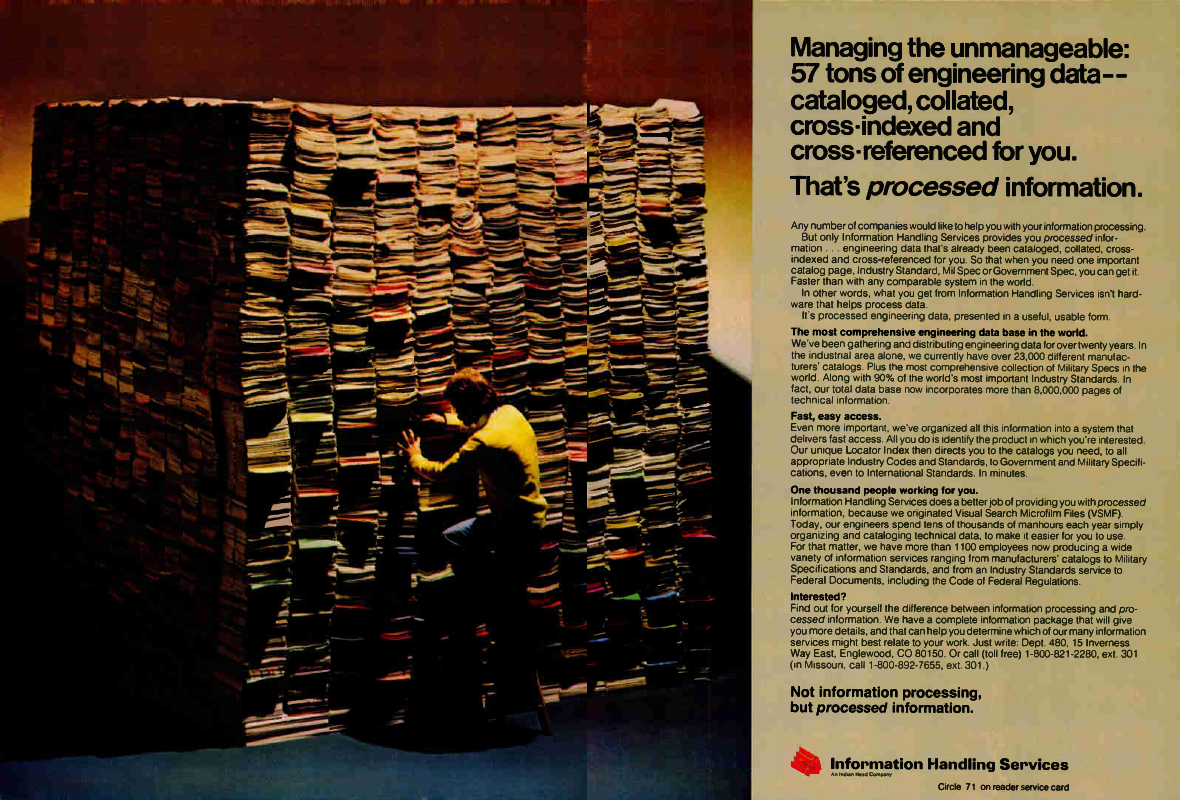 Managing the unmanageable:
57 tons of engineering data--
cataloged, collated,
cross-indexed and
cross-referenced for you.
That's processed information.
Any number of companies would like to help you with your information processing.
But only Information Handling Services provides you processed infor-
mation . . . engineering data that's already been cataloged, collated, cross-
indexed and cross-referenced for you. So that when you need one important
catalog page, Industry Standard, Mil Spec or Government Spec, you can get it.
Faster than with any comparable system in the world.
In other words, what you get from Information Handling Services isn't hard-
ware that helps process data.
It's processed engineering data, presented in a useful, usable form.
The most comprehensive engineering data base in the world.
We've been gathering and distributing engineering data for over twenty years. In
the industrial area alone, we currently have over 23,000 different manufac-
turers' catalogs. Plus the most comprehensive collection of Military Specs in the
world. Along with 90% of the world's most important Industry Standards. In
fact, our total data base now incorporates more than 8,000,000 pages of
technical information.
Fast, easy access.
Even more important, we've organized all this information into a system that
delivers fast access. All you do is identify the product in which you're interested.
Our unique Locator Index then directs you to the catalogs you need, to all
appropriate Industry Codes and Standards, to Government and Military Specifi-
cations, even to International Standards. In minutes.
One thousand people working for you.
Information Handling Services does a better job of providing you with processed
information, because we originated Visual Search Microfilm Files (VSMF).
Today, our engineers spend tens of thousands of manhours each year simply
organizing and cataloging technical data, to make it easier for you to use.
For that matter, we have more than 1100 employees now producing a wide
variety of information services ranging from manufacturers' catalogs to Military
Specifications and Standards, and from an Industry Standards service to
Federal Documents, including the Code of Federal Regulations.
Interested?
Find out for yourself the difference between information processing and pro-
cessed information. We have a complete information package that will give
you more details, and that can help you determine which of our many information
services might best relate to your work. Just write: Dept. 480, 15 Inverness
Way East, Englewood, CO 80150. Or call (toll free) 1-800-821-2280, ext. 301
(in Missouri, call 1-800-892-7655, ext. 301.)
Not information processing,
but processed information.
Information Handling Services
An Indian Head Company
Circle 71 on reader service card